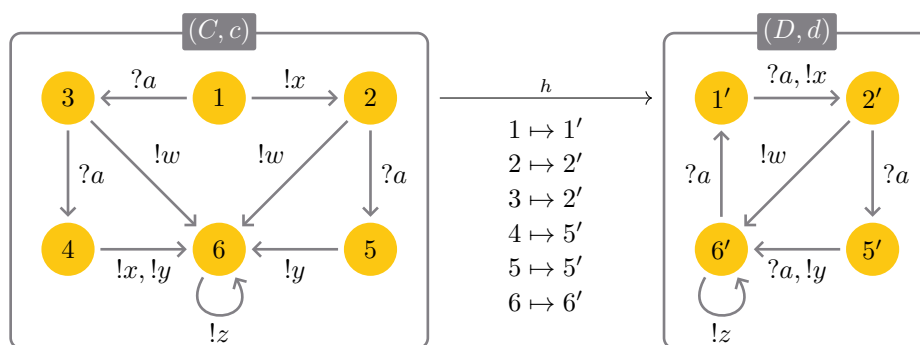 (C, c)
(D, d)
3 ?a 1 !x 2
h
1′ ?a, !x 2′
1 ↦ 1′
2 ↦ 2′
3 ↦ 2′
4 ↦ 5′
5 ↦ 5′
6 ↦ 6′
?a !w !w ?a
?a !w ?a
4 !x, !y 6 !y 5
6′ ?a, !y 5′
!z
!z